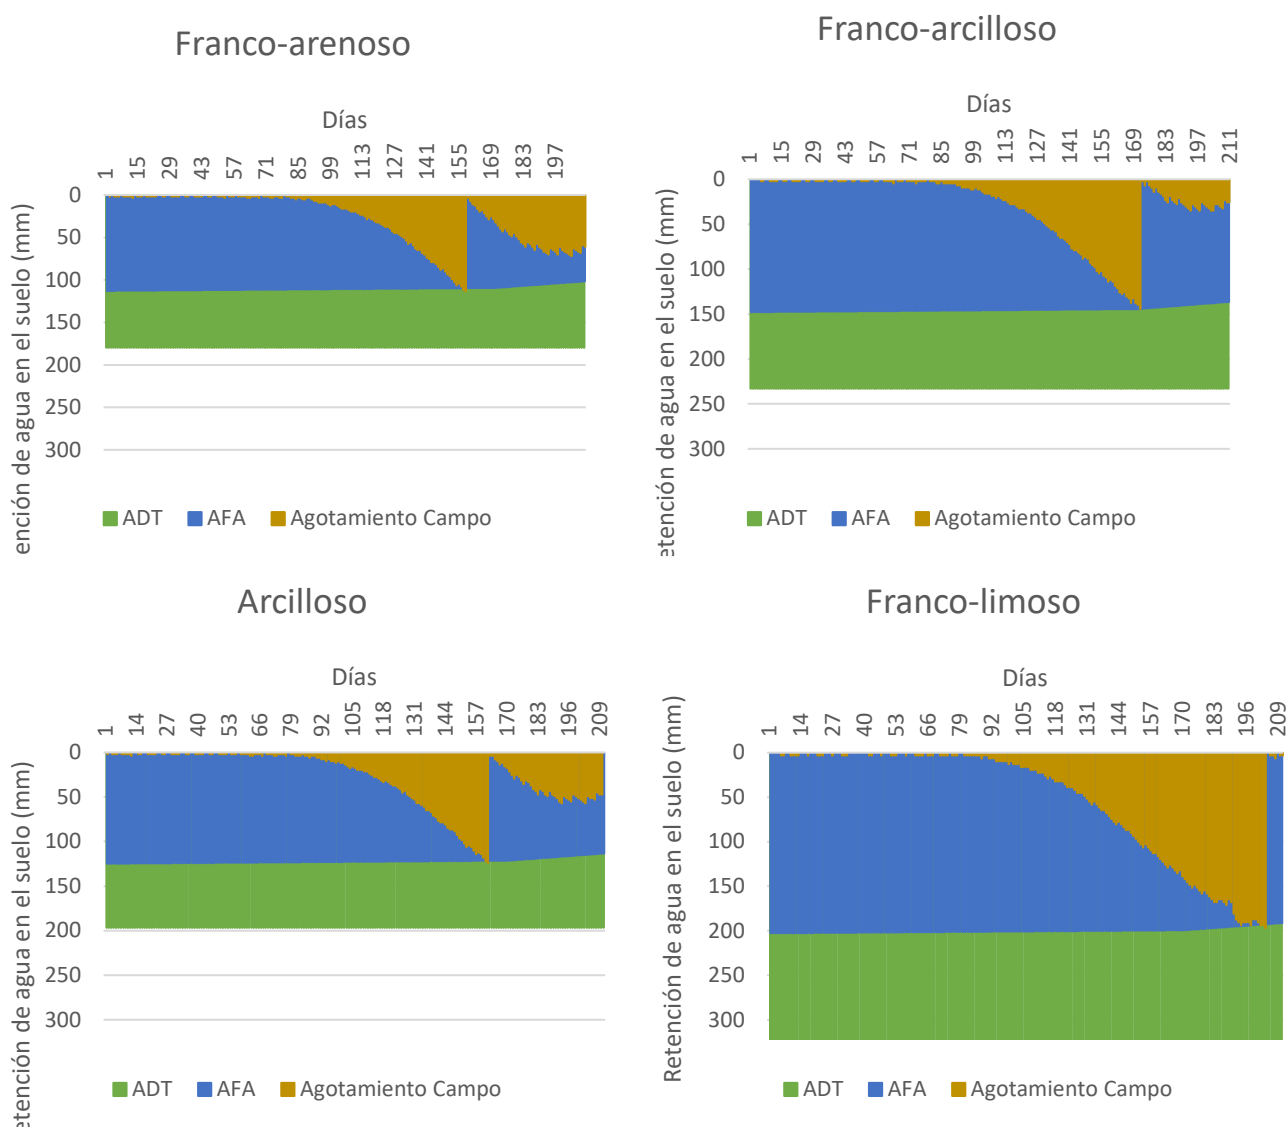 Franco-arenoso
Días
1 15 29 43 57 71 85 99 113 127 141 155 169 183 197
0
50
100
150
200
250
300
ención de agua en el suelo (mm)
ADT AFA Agotamiento Campo
Franco-arcilloso
Días
1 15 29 43 57 71 85 99 113 127 141 155 169 183 197 211
0
50
100
150
200
250
300
etención de agua en el suelo (mm)
ADT AFA Agotamiento Campo
Arcilloso
Días
1 14 27 40 53 66 79 92 105 118 131 144 157 170 183 196 209
0
50
100
150
200
250
300
etención de agua en el suelo (mm)
ADT AFA Agotamiento Campo
Franco-limoso
Días
1 14 27 40 53 66 79 92 105 118 131 144 157 170 183 196 209
0
50
100
150
200
250
300
Retención de agua en el suelo (mm)
ADT AFA Agotamiento Campo